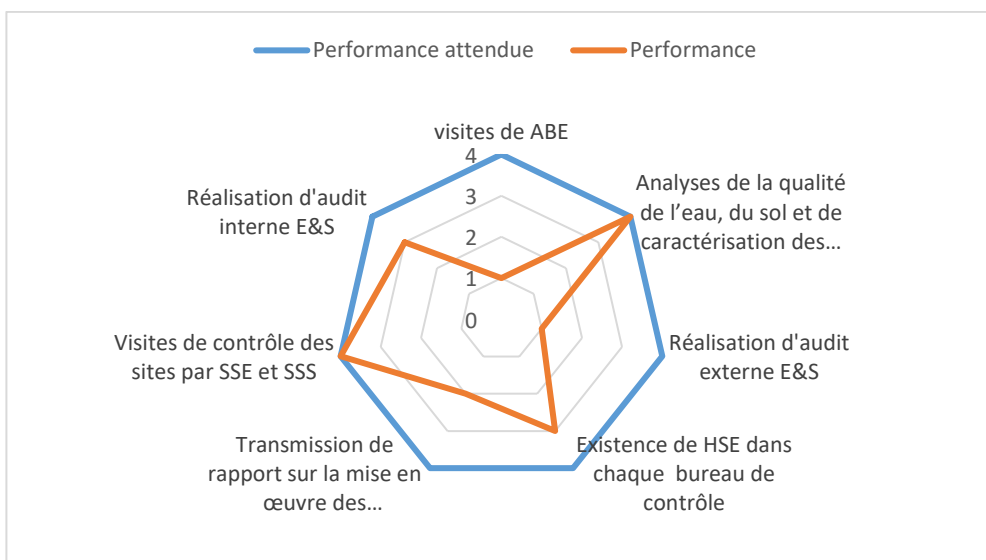 Performance attendue
Performance
visites de ABE
4
3
2
1
0
Analyses de la qualité
de l’eau, du sol et de
caractérisation des…
Réalisation d'audit
externe E&S
Existence de HSE dans
chaque  bureau de
contrôle
Transmission de
rapport sur la mise en
œuvre des…
Visites de contrôle des
sites par SSE et SSS
Réalisation d'audit
interne E&S